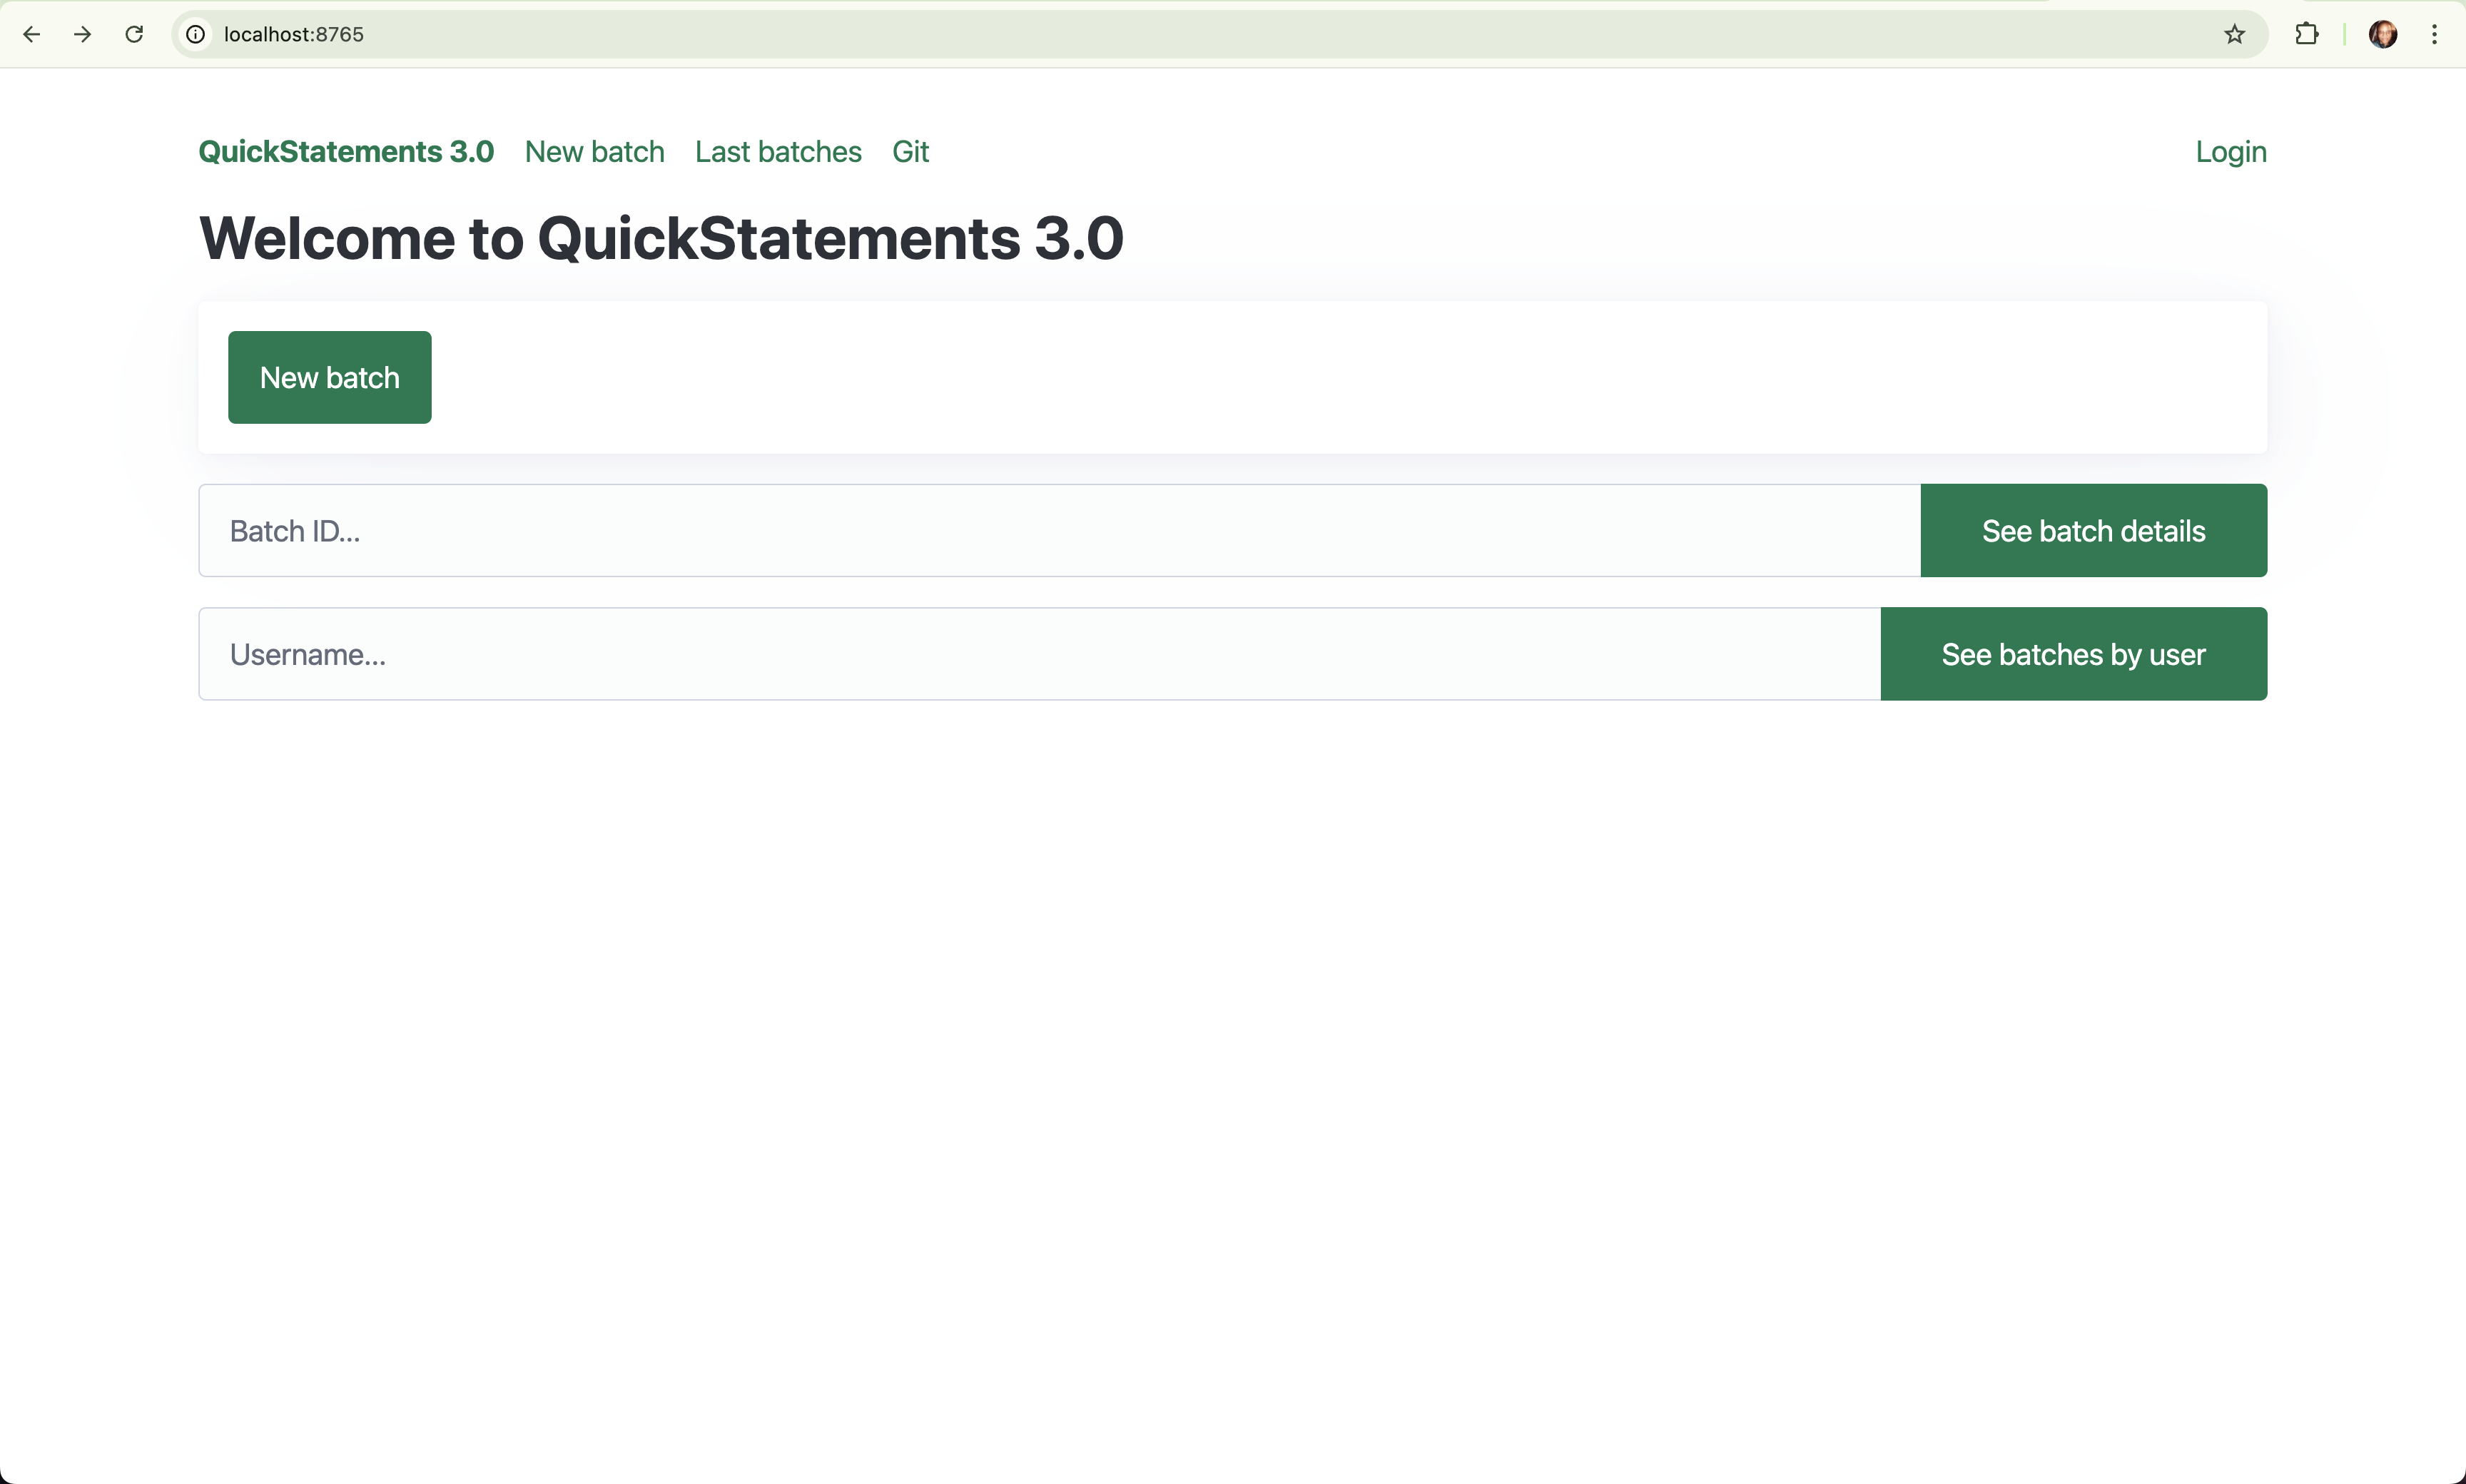 localhost:8765
QuickStatements 3.0 New batch Last batches Git Login
Welcome to QuickStatements 3.0
New batch
Batch ID... See batch details
Username... See batches by user